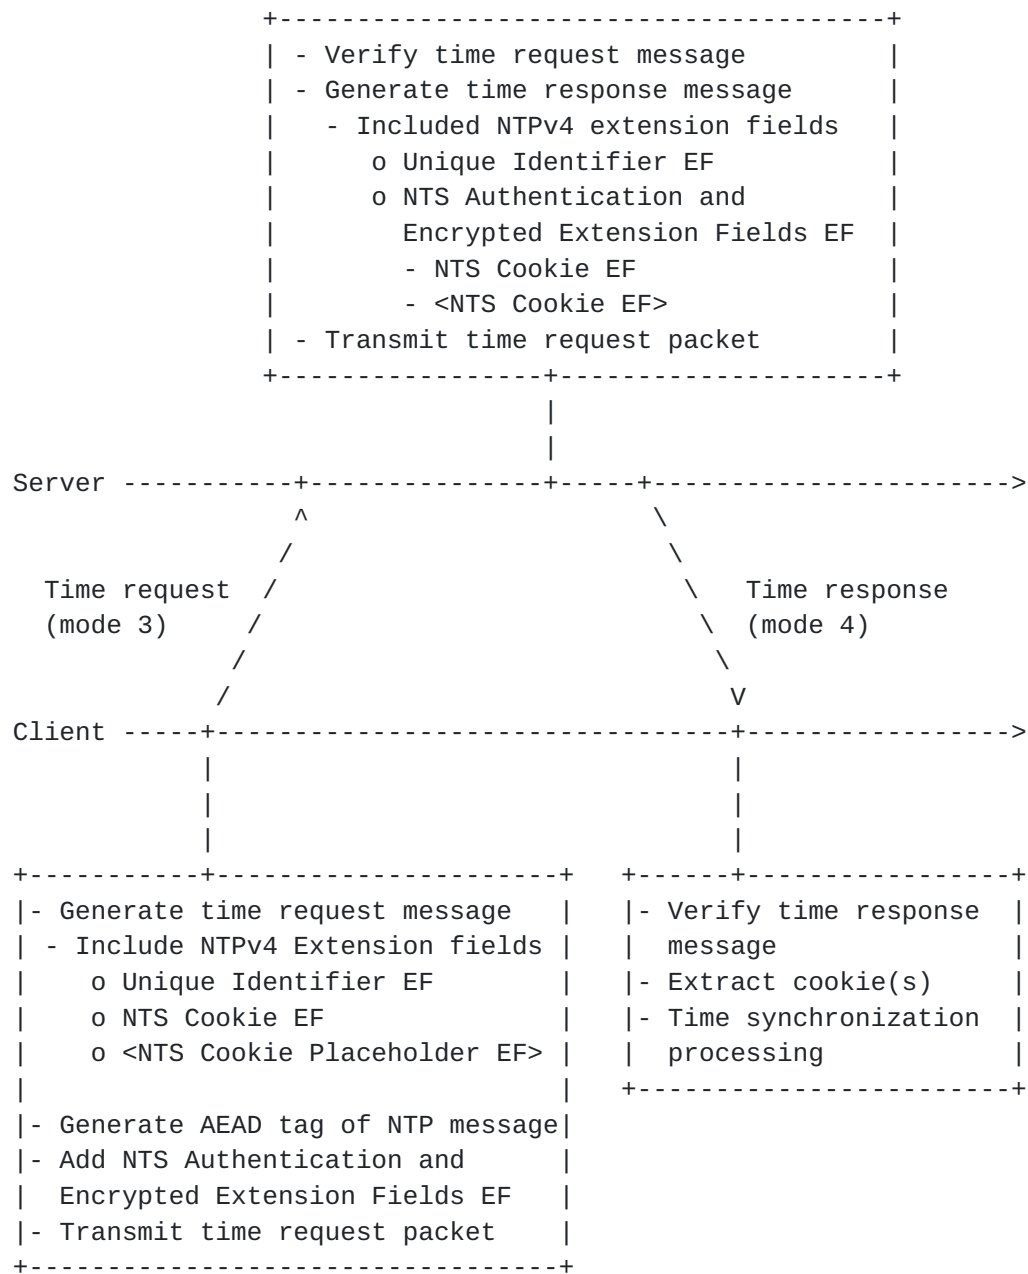 - Verify time request message
- Generate time response message
- Included NTPv4 extension fields
o Unique Identifier EF
o NTS Authentication and
Encrypted Extension Fields EF
- NTS Cookie EF
- <NTS Cookie EF>
- Transmit time request packet
Server
Time request
(mode 3)
Time response
(mode 4)
Client
- Generate time request message
- Include NTPv4 Extension fields
o Unique Identifier EF
o NTS Cookie EF
o <NTS Cookie Placeholder EF>
- Generate AEAD tag of NTP message
- Add NTS Authentication and
Encrypted Extension Fields EF
- Transmit time request packet
- Verify time response
message
- Extract cookie(s)
- Time synchronization
processing